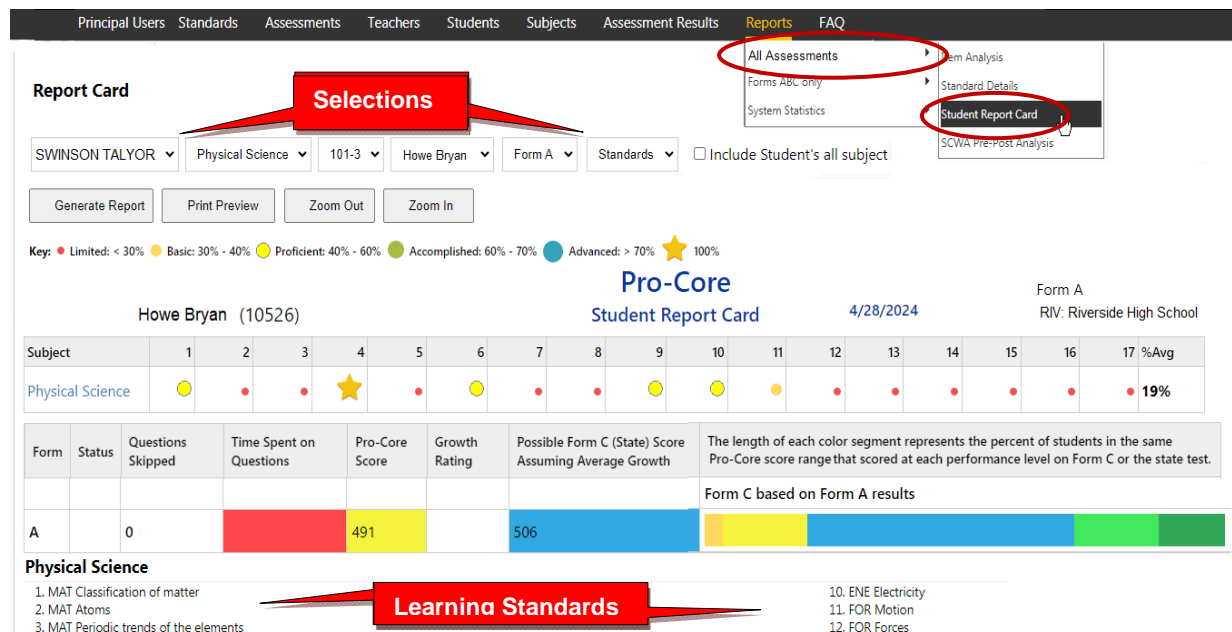 Principal Users Standards Assessments Teachers Students Subjects Assessment Results Reports FAQ
All Assessments
Forms ABC only
System Statistics
Item Analysis
Standard Details
Student Report Card
SCWA Pre-Post Analysis
Report Card
Selections
SWINSON TALYOR Physical Science 101-3 Howe Bryan Form A Standards Include Student's all subject
Generate Report Print Preview Zoom Out Zoom In
Key: Limited: < 30% Basic: 30% - 40% Proficient: 40% - 60% Accomplished: 60% - 70% Advanced: > 70% 100%
Pro-Core
Form A
Howe Bryan (10526) Student Report Card 4/28/2024 RIV: Riverside High School
Subject 1 2 3 4 5 6 7 8 9 10 11 12 13 14 15 16 17 %Avg
Physical Science 19%
Form Status Questions Skipped Time Spent on Questions Pro-Core Score Growth Rating Possible Form C (State) Score Assuming Average Growth The length of each color segment represents the percent of students in the same Pro-Core score range that scored at each performance level on Form C or the state test.
Form C based on Form A results
A 0 491 506
Physical Science
1. MAT Classification of matter
2. MAT Atoms
3. MAT Periodic trends of the elements
Learning Standards
10. ENE Electricity
11. FOR Motion
12. FOR Forces